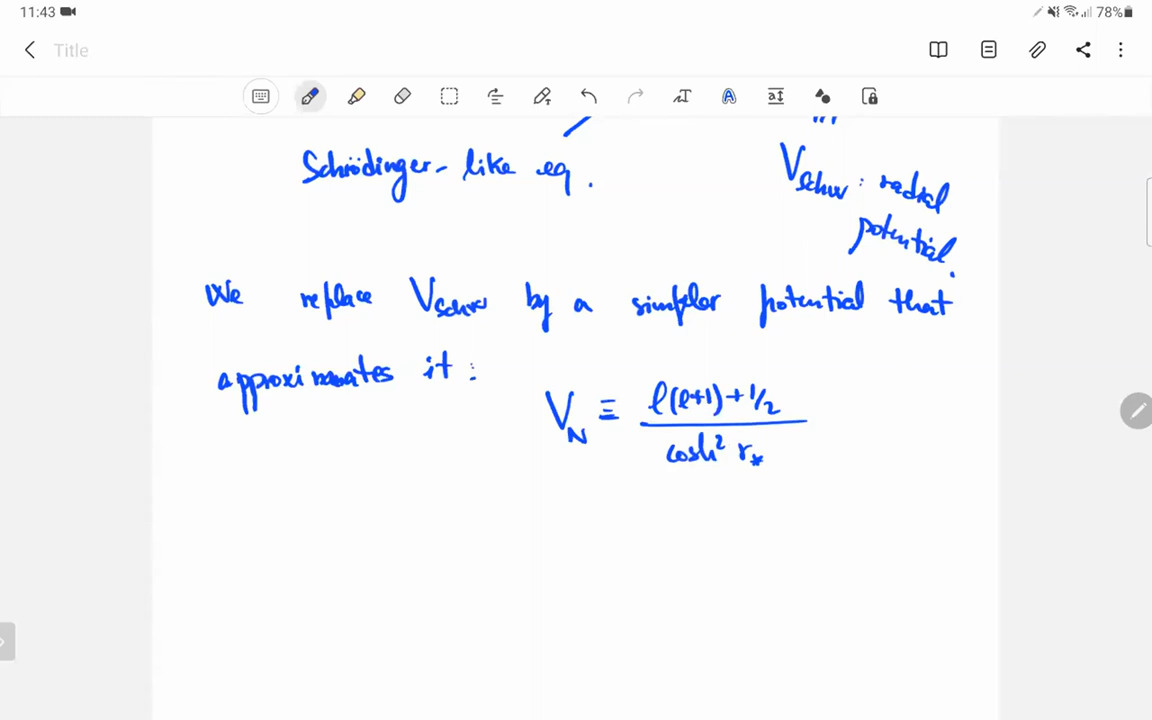 11:43
78%
Title
Schrödinger-like eq.
V_Schw : radial
potential.
We replace V_Schw by a simpler potential that
approximates it :
V_N ≡ (ℓ(ℓ+1)+1/2) / (cosh² r_*)